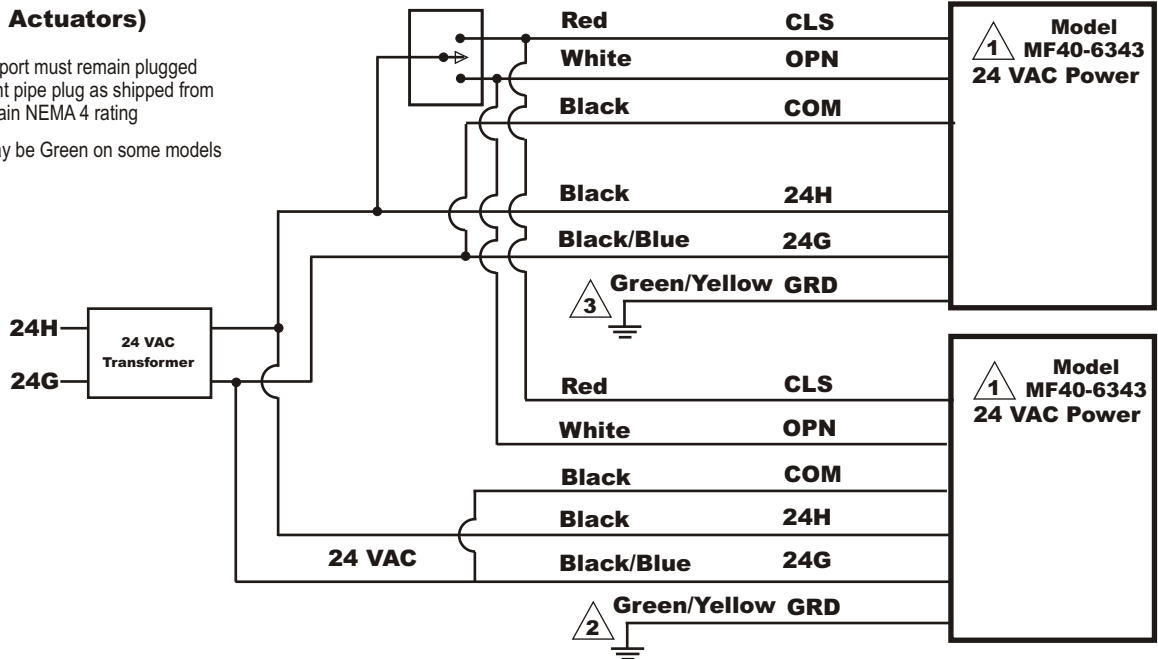 Actuators)
port must remain plugged
nt pipe plug as shipped from
ain NEMA 4 rating
ay be Green on some models
Red CLS
White OPN
Black COM
Black 24H
Black/Blue 24G
3 Green/Yellow GRD
1 Model
MF40-6343
24 VAC Power
24H
24G
24 VAC
Transformer
Red CLS
White OPN
Black COM
Black 24H
24 VAC Black/Blue 24G
2 Green/Yellow GRD
1 Model
MF40-6343
24 VAC Power